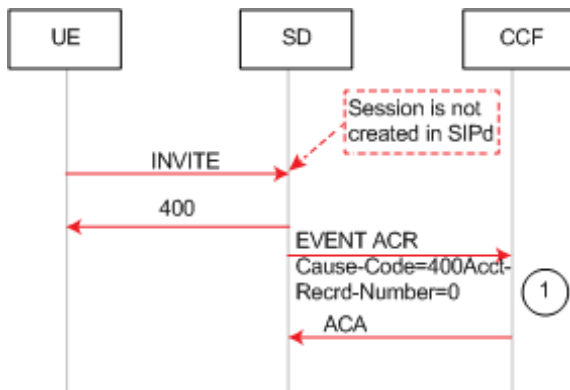 UE
SD
CCF
Session is not
created in SIPd
INVITE
400
EVENT ACR
Cause-Code=400Acct-
Recrd-Number=0
1
ACA